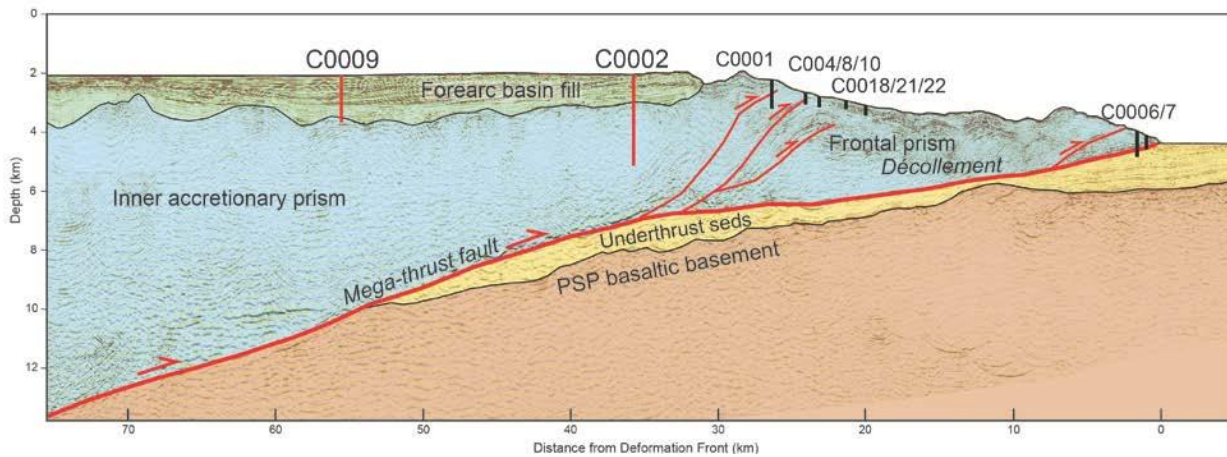 0
2
4
6
8
10
12
Depth (km)
C0009
C0002
C0001
C004/8/10
C0018/21/22
C0006/7
Forearc basin fill
Frontal prism
Décollement
Inner accretionary prism
Mega-thrust fault
Underthrust seds
PSP basaltic basement
70
60
50
40
30
20
10
0
Distance from Deformation Front (km)